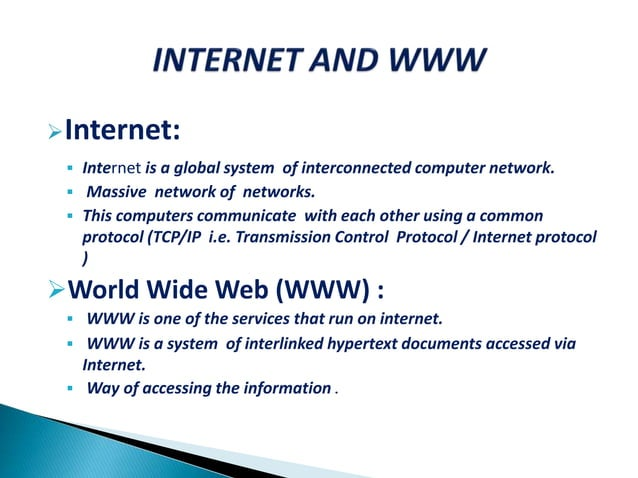 INTERNET AND WWW
➢Internet:
▪ Internet is a global system of interconnected computer network.
▪ Massive network of networks.
▪ This computers communicate with each other using a common
protocol (TCP/IP i.e. Transmission Control Protocol / Internet protocol
)
➢World Wide Web (WWW) :
▪ WWW is one of the services that run on internet.
▪ WWW is a system of interlinked hypertext documents accessed via
Internet.
▪ Way of accessing the information .